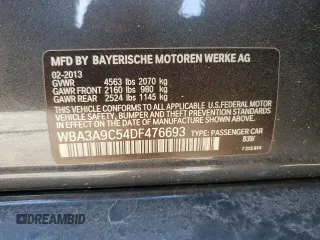 MFD BY BAYERISCHE MOTOREN WERKE AG
02-2013
GVWR 4563 lbs 2070 kg
GAWR FRONT 2160 lbs 980 kg
GAWR REAR 2524 lbs 1145 kg
THIS VEHICLE CONFORMS TO ALL APPLICABLE U.S. FEDERAL MOTOR
VEHICLE SAFETY, BUMPER, AND THEFT PREVENTION STANDARDS IN
EFFECT ON THE DATE OF MANUFACTURE SHOWN ABOVE.
WBA3A9C54DF476693 TYPE: PASSENGER CAR
DREAMBID